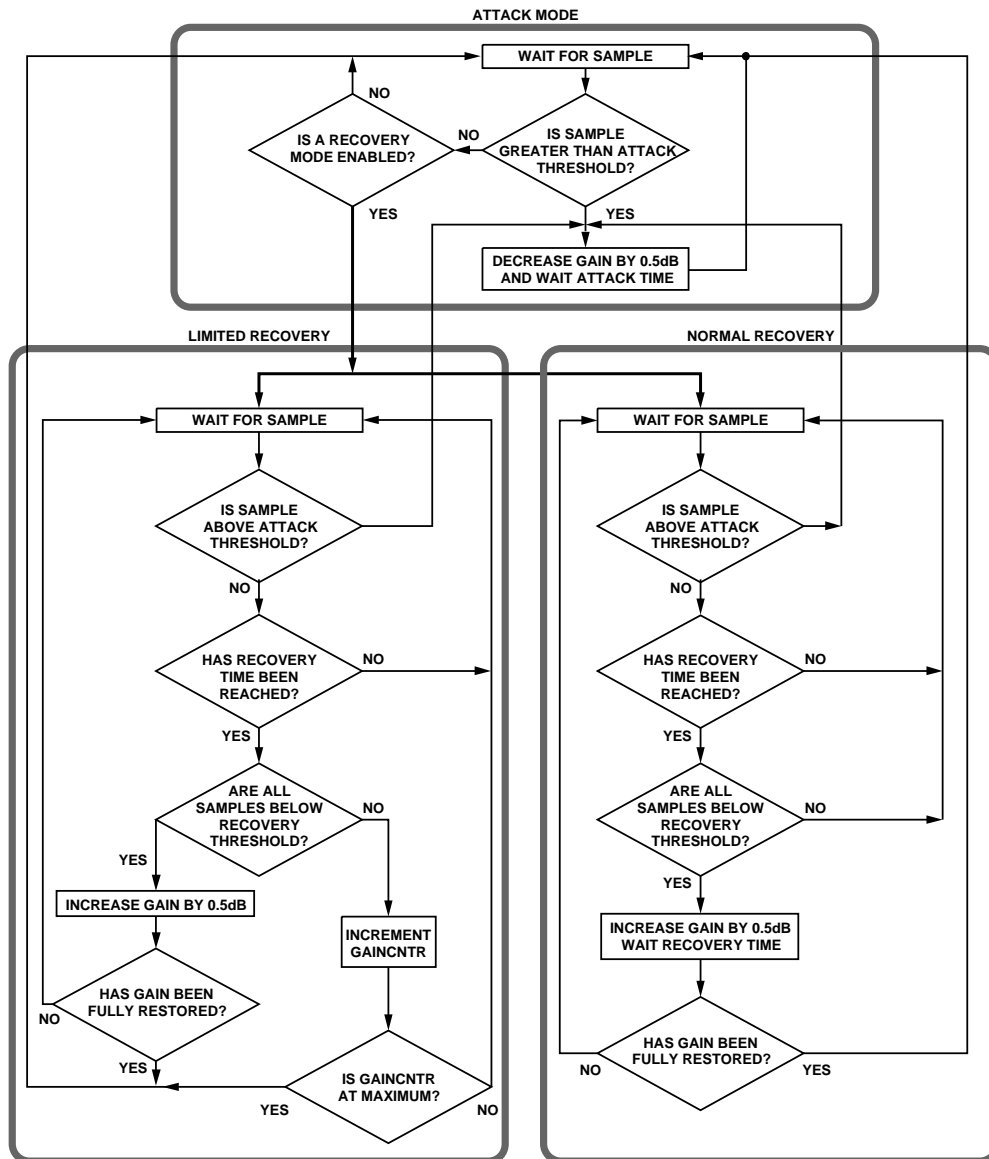 ATTACK MODE
WAIT FOR SAMPLE
NO
IS A RECOVERY
MODE ENABLED?
NO
IS SAMPLE
GREATER THAN ATTACK
THRESHOLD?
YES
YES
DECREASE GAIN BY 0.5dB
AND WAIT ATTACK TIME
LIMITED RECOVERY
WAIT FOR SAMPLE
IS SAMPLE
ABOVE ATTACK
THRESHOLD?
NO
HAS RECOVERY
TIME BEEN
REACHED?
NO
YES
ARE ALL
SAMPLES BELOW
RECOVERY
THRESHOLD?
NO
YES
INCREASE GAIN BY 0.5dB
INCREMENT
GAINCNTR
HAS GAIN BEEN
FULLY RESTORED?
NO
YES
IS GAINCNTR
AT MAXIMUM?
YES
NO
NORMAL RECOVERY
WAIT FOR SAMPLE
IS SAMPLE
ABOVE ATTACK
THRESHOLD?
NO
HAS RECOVERY
TIME BEEN
REACHED?
NO
YES
ARE ALL
SAMPLES BELOW
RECOVERY
THRESHOLD?
NO
YES
INCREASE GAIN BY 0.5dB
WAIT RECOVERY TIME
HAS GAIN BEEN
FULLY RESTORED?
NO
YES